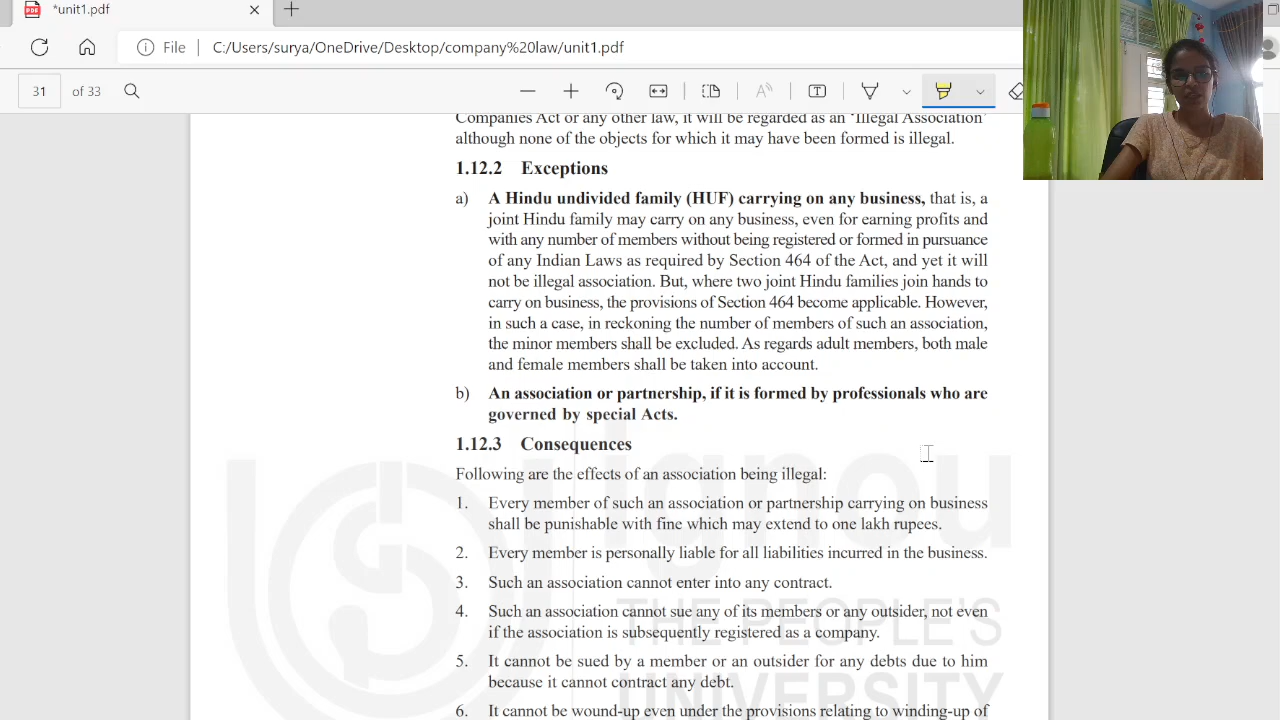 *unit1.pdf
File C:/Users/surya/OneDrive/Desktop/company%20law/unit1.pdf
31 of 33
Companies Act or any other law, it will be regarded as an 'Illegal Association'
although none of the objects for which it may have been formed is illegal.
1.12.2 Exceptions
a) A Hindu undivided family (HUF) carrying on any business, that is, a
joint Hindu family may carry on any business, even for earning profits and
with any number of members without being registered or formed in pursuance
of any Indian Laws as required by Section 464 of the Act, and yet it will
not be illegal association. But, where two joint Hindu families join hands to
carry on business, the provisions of Section 464 become applicable. However,
in such a case, in reckoning the number of members of such an association,
the minor members shall be excluded. As regards adult members, both male
and female members shall be taken into account.
b) An association or partnership, if it is formed by professionals who are
governed by special Acts.
1.12.3 Consequences
Following are the effects of an association being illegal:
1. Every member of such an association or partnership carrying on business
shall be punishable with fine which may extend to one lakh rupees.
2. Every member is personally liable for all liabilities incurred in the business.
3. Such an association cannot enter into any contract.
4. Such an association cannot sue any of its members or any outsider, not even
if the association is subsequently registered as a company.
5. It cannot be sued by a member or an outsider for any debts due to him
because it cannot contract any debt.
6. It cannot be wound-up even under the provisions relating to winding-up of
ignou
THE PEOPLE'S
UNIVERSITY